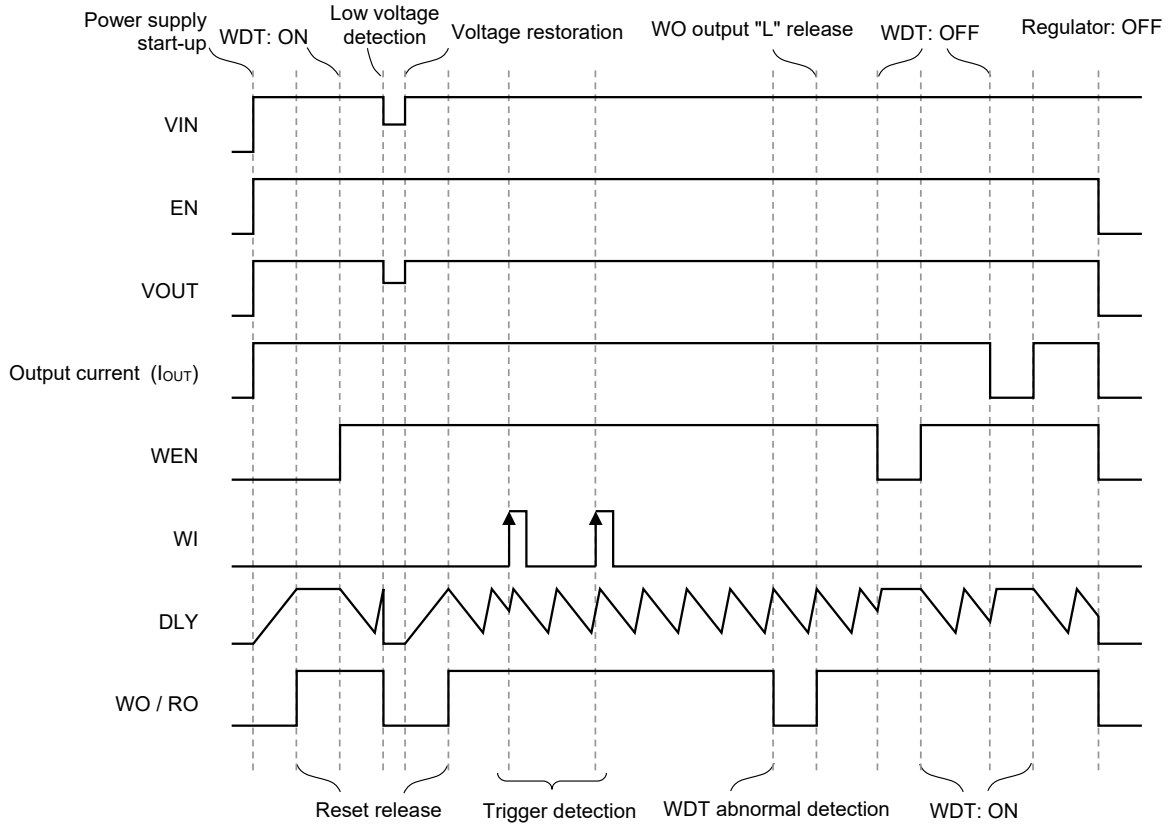 Power supply
start-up
WDT: ON
Low voltage
detection
Voltage restoration
WO output "L" release
WDT: OFF
Regulator: OFF
VIN
EN
VOUT
Output current (IOUT)
WEN
WI
DLY
WO / RO
Reset release
Trigger detection
WDT abnormal detection
WDT: ON